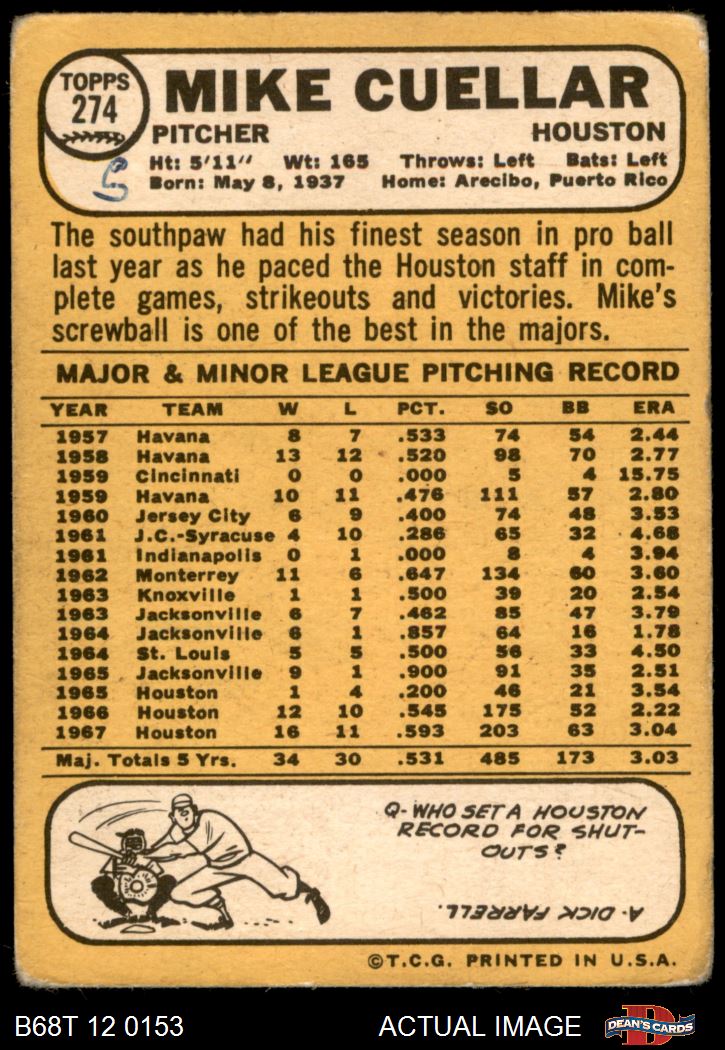 TOPPS
274
MIKE CUELLAR
PITCHER HOUSTON
Ht: 5'11" Wt: 165 Throws: Left Bats: Left
Born: May 8, 1937 Home: Arecibo, Puerto Rico
The southpaw had his finest season in pro ball
last year as he paced the Houston staff in com-
plete games, strikeouts and victories. Mike's
screwball is one of the best in the majors.
MAJOR & MINOR LEAGUE PITCHING RECORD
YEAR TEAM W L PCT. SO BB ERA
1957 Havana 8 7 .533 74 54 2.44
1958 Havana 13 12 .520 98 70 2.77
1959 Cincinnati 0 0 .000 5 4 15.75
1959 Havana 10 11 .476 111 57 2.80
1960 Jersey City 6 9 .400 74 48 3.53
1961 J.C.-Syracuse 4 10 .286 65 32 4.68
1961 Indianapolis 0 1 .000 8 4 3.94
1962 Monterrey 11 6 .647 134 60 3.60
1963 Knoxville 1 1 .500 39 20 2.54
1963 Jacksonville 6 7 .462 85 47 3.79
1964 Jacksonville 6 1 .857 64 16 1.78
1964 St. Louis 5 5 .500 56 33 4.50
1965 Jacksonville 9 1 .900 91 35 2.51
1965 Houston 1 4 .200 46 21 3.54
1966 Houston 12 10 .545 175 52 2.22
1967 Houston 16 11 .593 203 63 3.04
Maj. Totals 5 Yrs. 34 30 .531 485 173 3.03
Q-WHO SET A HOUSTON
RECORD FOR SHUT-
OUTS?
A-DICK FARRELL.
©T.C.G. PRINTED IN U.S.A.
B68T 12 0153 ACTUAL IMAGE D DEAN'S CARDS